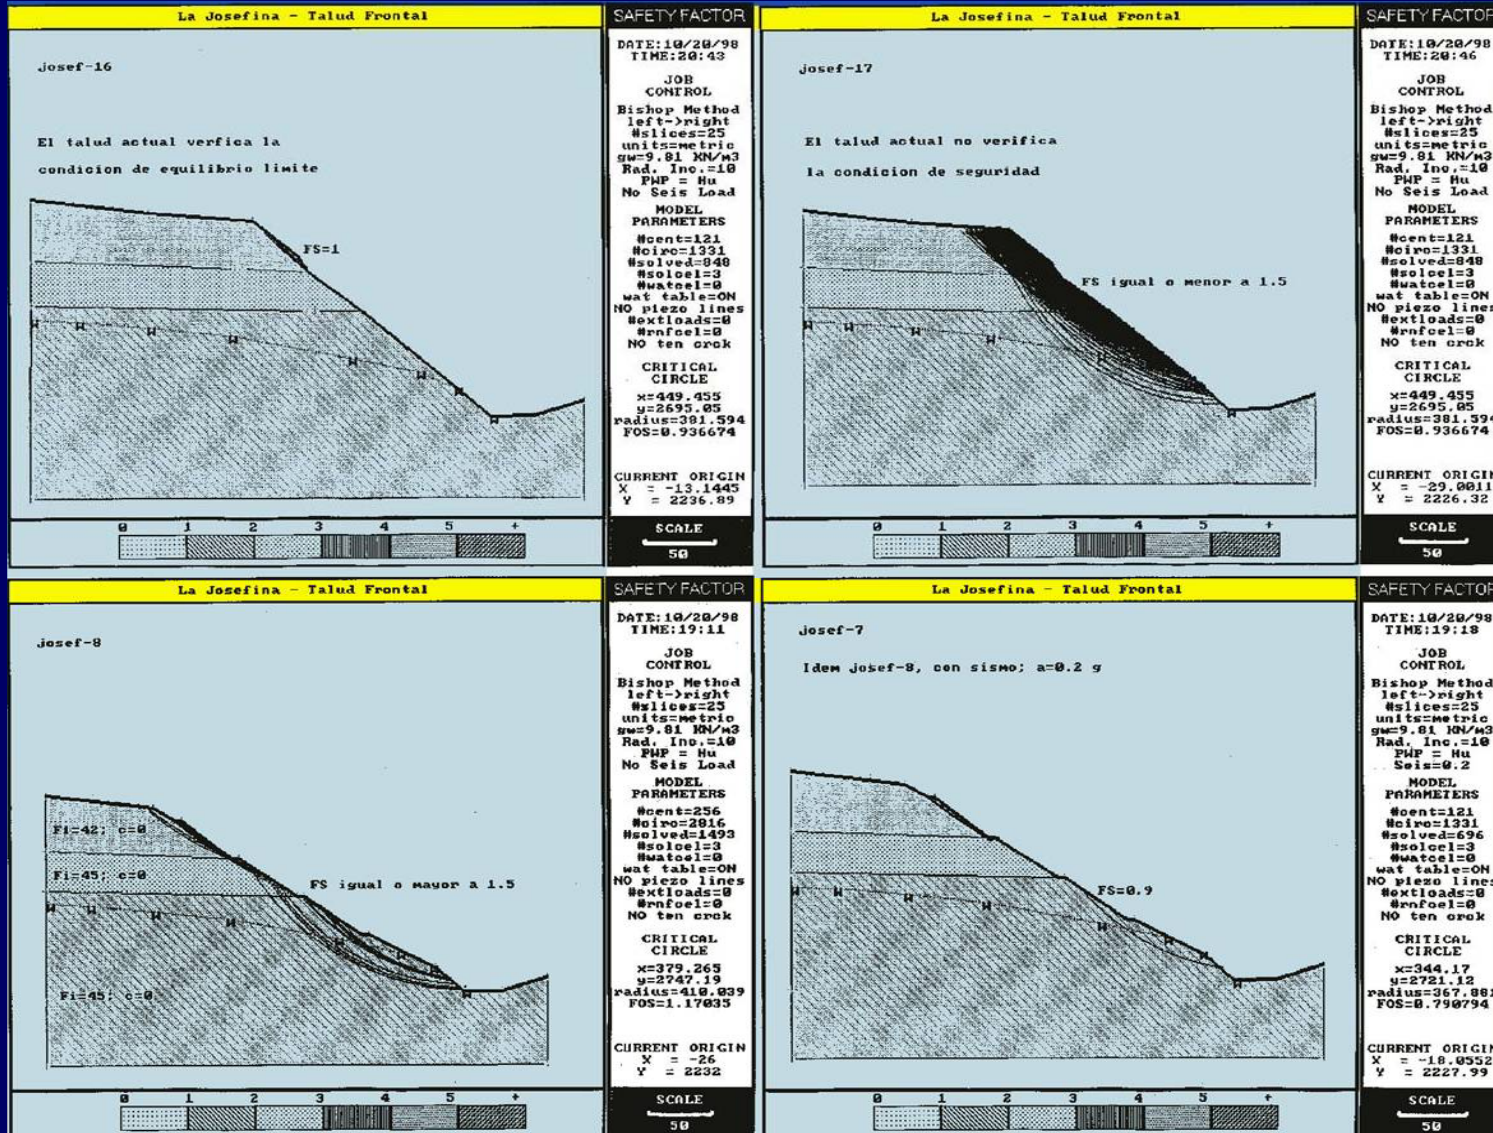 La Josefina - Talud Frontal
josef-16
El talud actual verfica la
condicion de equilibrio limite
FS=1
W W W W W W W W
0 1 2 3 4 5 +
SAFETY FACTOR
DATE:10/20/98
TIME:20:43
JOB
CONTROL
Bishop Method
left->right
#slices=25
units=metric
gw=9.81 KN/m3
Rad. Inc.=10
PWP = Hu
No Seis Load
MODEL
PARAMETERS
#cent=121
#circ=1331
#solved=848
#solcel=3
#watcel=0
wat table=ON
NO piezo lines
#extloads=0
#rnfcel=0
NO ten crck
CRITICAL
CIRCLE
x=449.455
y=2695.05
radius=381.594
FOS=0.936674
CURRENT ORIGIN
X = -13.1445
Y = 2236.89
SCALE
50
La Josefina - Talud Frontal
josef-17
El talud actual no verifica
la condicion de seguridad
FS igual o menor a 1.5
W W W W W W
0 1 2 3 4 5 +
SAFETY FACTOR
DATE:10/20/98
TIME:20:46
JOB
CONTROL
Bishop Method
left->right
#slices=25
units=metric
gw=9.81 KN/m3
Rad. Inc.=10
PWP = Hu
No Seis Load
MODEL
PARAMETERS
#cent=121
#circ=1331
#solved=848
#solcel=3
#watcel=0
wat table=ON
NO piezo lines
#extloads=0
#rnfcel=0
NO ten crck
CRITICAL
CIRCLE
x=449.455
y=2695.05
radius=381.594
FOS=0.936674
CURRENT ORIGIN
X = -29.0011
Y = 2226.32
SCALE
50
La Josefina - Talud Frontal
josef-8
Fi=42; c=0
Fi=45; c=0
FS igual o mayor a 1.5
W W W W W W W W
Fi=45; c=0
0 1 2 3 4 5 +
SAFETY FACTOR
DATE:10/20/98
TIME:19:11
JOB
CONTROL
Bishop Method
left->right
#slices=25
units=metric
gw=9.81 KN/m3
Rad. Inc.=10
PWP = Hu
No Seis Load
MODEL
PARAMETERS
#cent=256
#circ=2816
#solved=1493
#solcel=3
#watcel=0
wat table=ON
NO piezo lines
#extloads=0
#rnfcel=0
NO ten crck
CRITICAL
CIRCLE
x=379.265
y=2747.19
radius=410.039
FOS=1.17035
CURRENT ORIGIN
X = -26
Y = 2232
SCALE
50
La Josefina - Talud Frontal
josef-7
Idem josef-8, con sismo; a=0.2 g
FS=0.9
W W W W W W W W
0 1 2 3 4 5 +
SAFETY FACTOR
DATE:10/20/98
TIME:19:18
JOB
CONTROL
Bishop Method
left->right
#slices=25
units=metric
gw=9.81 KN/m3
Rad. Inc.=10
PWP = Hu
Seis=0.2
MODEL
PARAMETERS
#cent=121
#circ=1331
#solved=696
#solcel=3
#watcel=0
wat table=ON
NO piezo lines
#extloads=0
#rnfcel=0
NO ten crck
CRITICAL
CIRCLE
x=344.17
y=2721.12
radius=367.881
FOS=0.790794
CURRENT ORIGIN
X = -18.0552
Y = 2227.99
SCALE
50